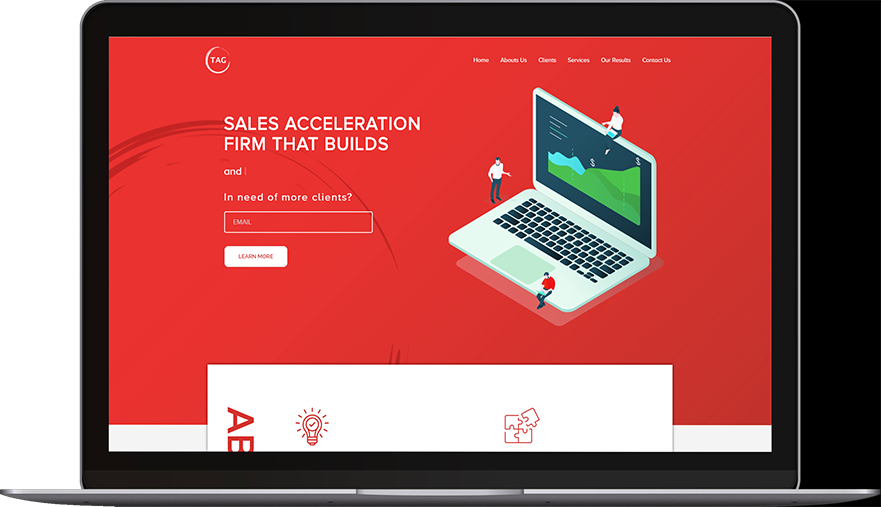 TAG
Home Abouts Us Clients Services Our Results Contact Us
SALES ACCELERATION
FIRM THAT BUILDS
and |
In need of more clients?
EMAIL
LEARN MORE
$ $
AB